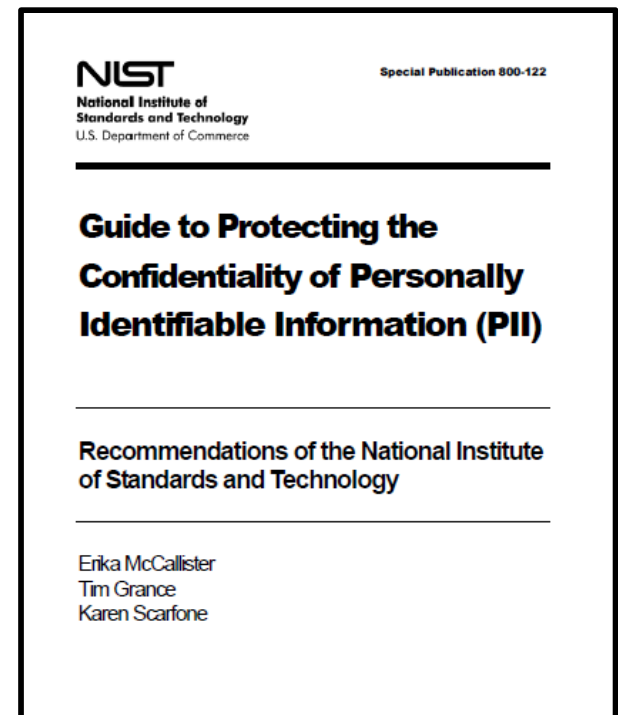 NIST
Special Publication 800-122
National Institute of
Standards and Technology
U.S. Department of Commerce
Guide to Protecting the
Confidentiality of Personally
Identifiable Information (PII)
Recommendations of the National Institute
of Standards and Technology
Erika McCallister
Tim Grance
Karen Scarfone